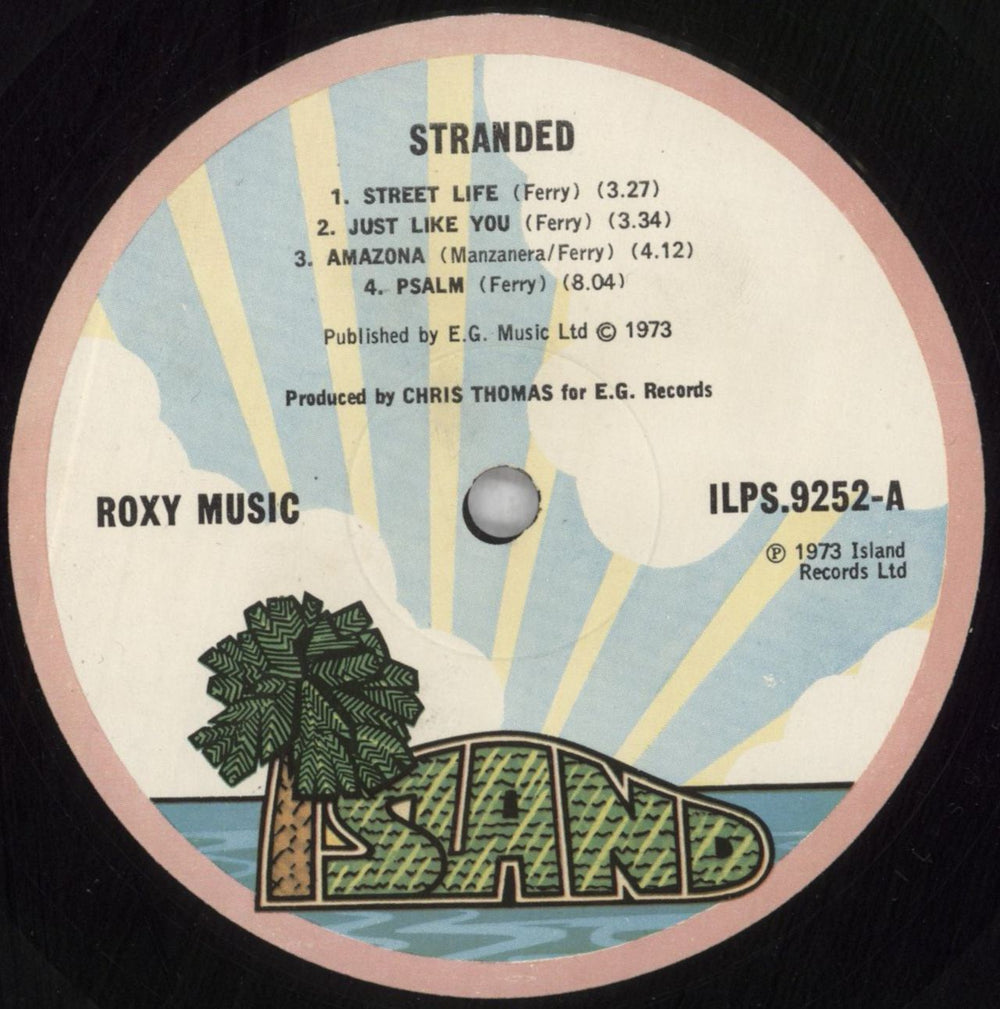 STRANDED
1. STREET LIFE (Ferry) (3.27)
2. JUST LIKE YOU (Ferry) (3.34)
3. AMAZONA (Manzanera/Ferry) (4.12)
4. PSALM (Ferry) (8.04)
Published by E.G. Music Ltd © 1973
Produced by CHRIS THOMAS for E.G. Records
ROXY MUSIC
ILPS.9252-A
℗ 1973 Island
Records Ltd
ISLAND